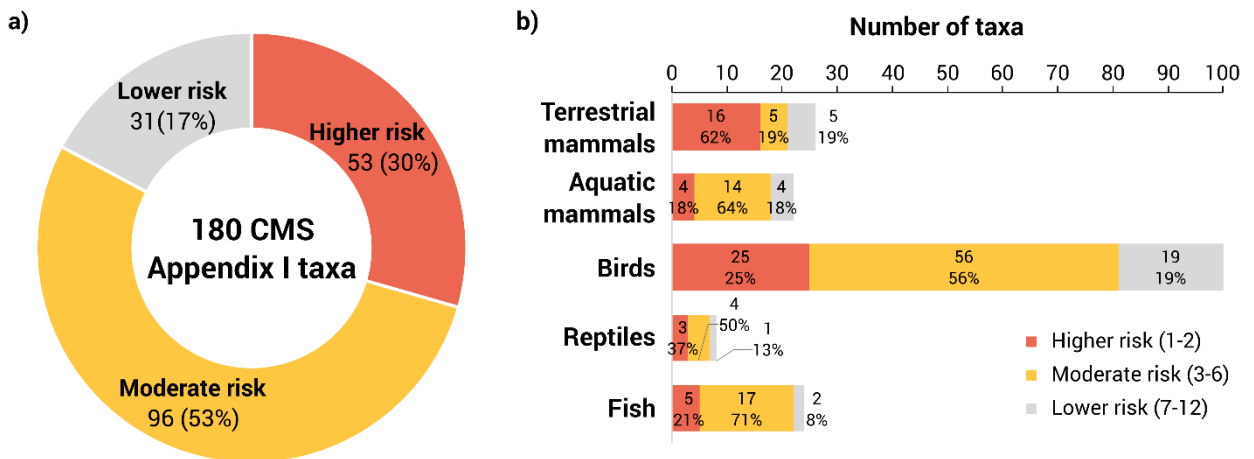 a)
Lower risk
31(17%)
Higher risk
53 (30%)
180 CMS
Appendix I taxa
Moderate risk
96 (53%)
b)
Number of taxa
0 10 20 30 40 50 60 70 80 90 100
Terrestrial
mammals
16 5 5
62% 19% 19%
Aquatic
mammals
4 14 4
18% 64% 18%
Birds
25 56 19
25% 56% 19%
Reptiles
4
3 50% 1
37% 13%
Fish
5 17 2
21% 71% 8%
Higher risk (1-2)
Moderate risk (3-6)
Lower risk (7-12)